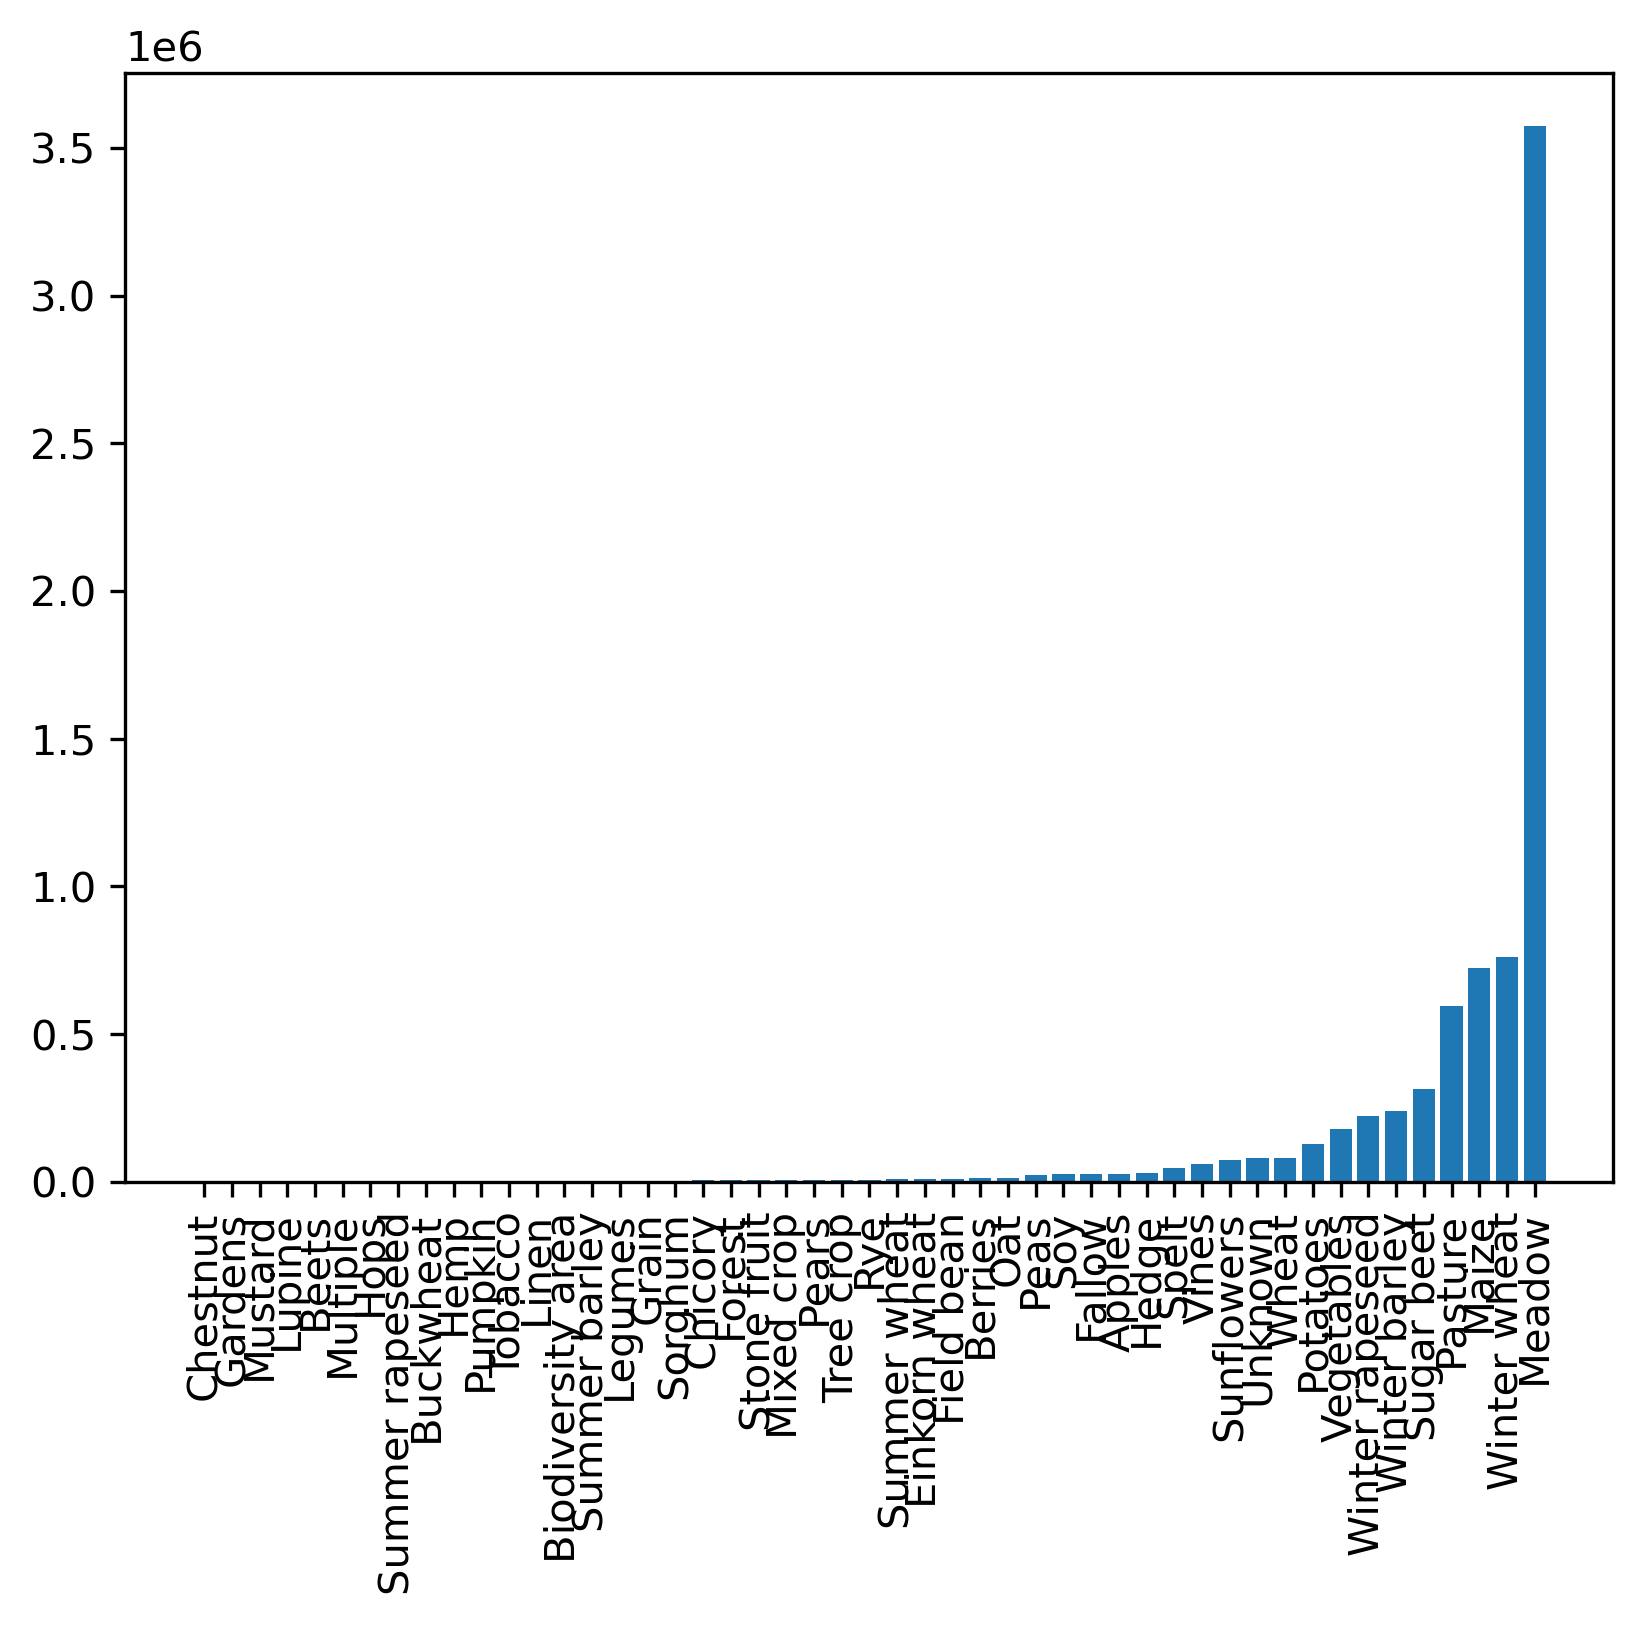 1e6
3.5
3.0
2.5
2.0
1.5
1.0
0.5
0.0
Chestnut
Gardens
Mustard
Lupine
Beets
Multiple
Hops
Summer rapeseed
Buckwheat
Hemp
Pumpkin
Tobacco
Linen
Biodiversity area
Summer barley
Legumes
Grain
Sorghum
Chicory
Forest
Stone fruit
Mixed crop
Pears
Tree crop
Rye
Summer wheat
Einkorn wheat
Field bean
Berries
Oat
Peas
Soy
Fallow
Apples
Hedge
Spelt
Vines
Sunflowers
Unknown
Wheat
Potatoes
Vegetables
Winter rapeseed
Winter barley
Sugar beet
Pasture
Maize
Winter wheat
Meadow